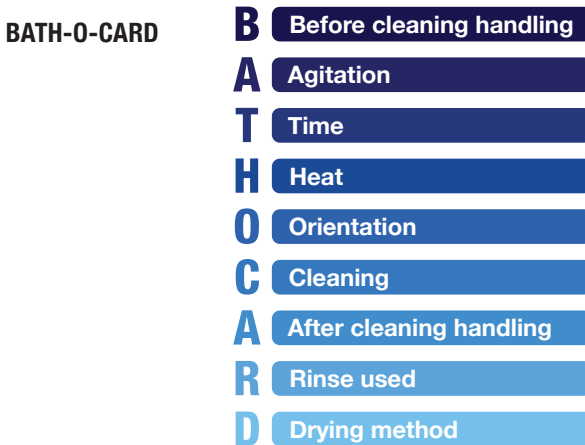 BATH-O-CARD
B Before cleaning handling
A Agitation
T Time
H Heat
O Orientation
C Cleaning
A After cleaning handling
R Rinse used
D Drying method